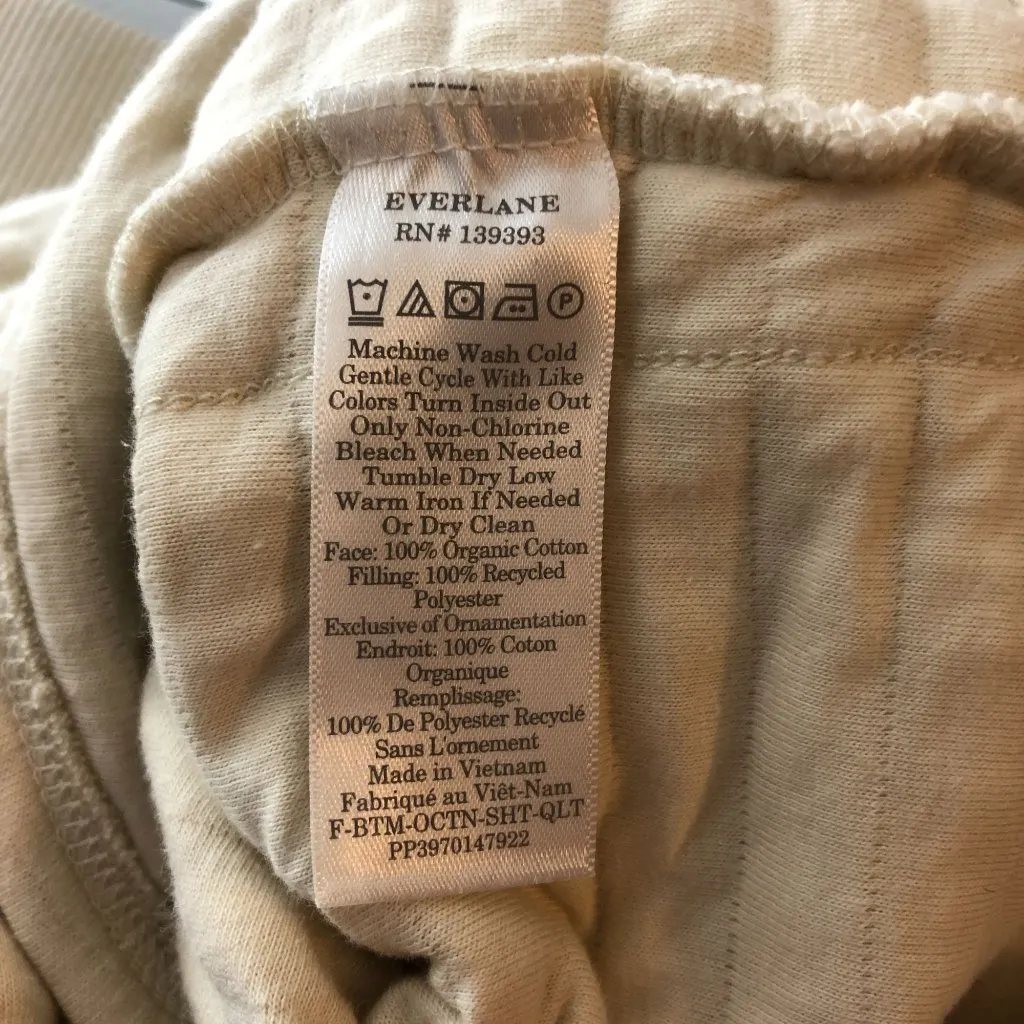 EVERLANE
RN# 139393
P
Machine Wash Cold
Gentle Cycle With Like
Colors Turn Inside Out
Only Non-Chlorine
Bleach When Needed
Tumble Dry Low
Warm Iron If Needed
Or Dry Clean
Face: 100% Organic Cotton
Filling: 100% Recycled
Polyester
Exclusive of Ornamentation
Endroit: 100% Coton
Organique
Remplissage:
100% De Polyester Recyclé
Sans L'ornement
Made in Vietnam
Fabriqué au Viêt-Nam
F-BTM-OCTN-SHT-QLT
PP3970147922